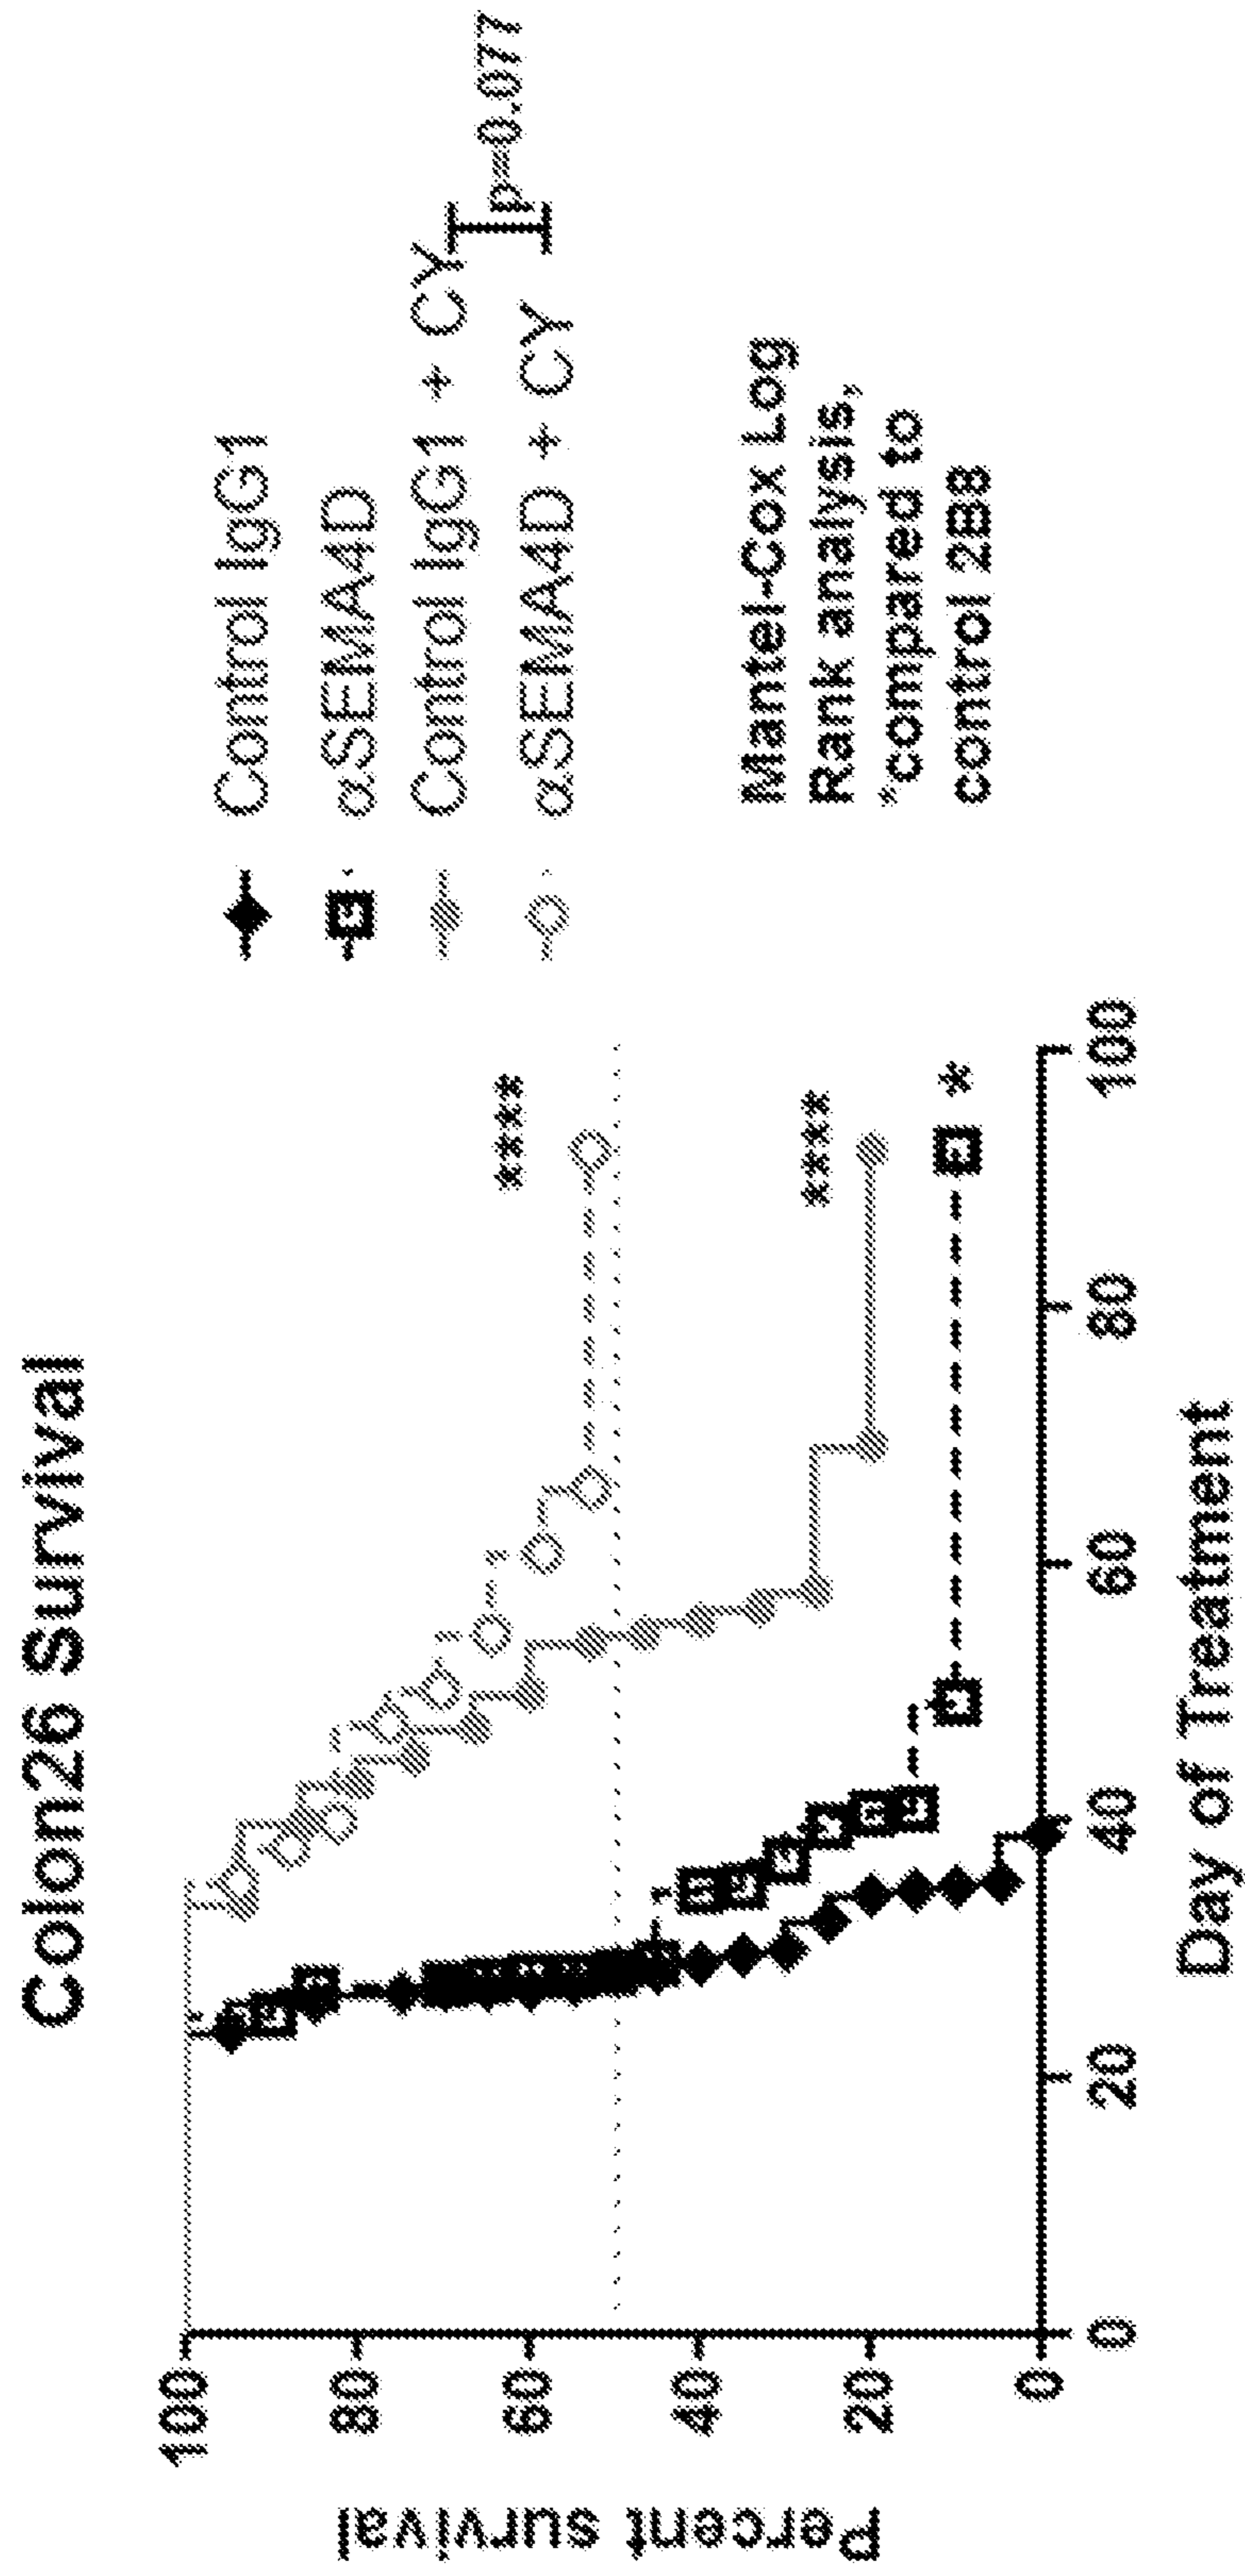 Colon26 Survival
Percent survival
100
80
60
40
20
0
0
20
40
60
80
100
Day of Treatment
****
****
*
Control IgG1
αSEMA4D
Control IgG1 + CY
αSEMA4D + CY
p=0.077
Mantel-Cox Log
Rank analysis,
*compared to
control 2B8